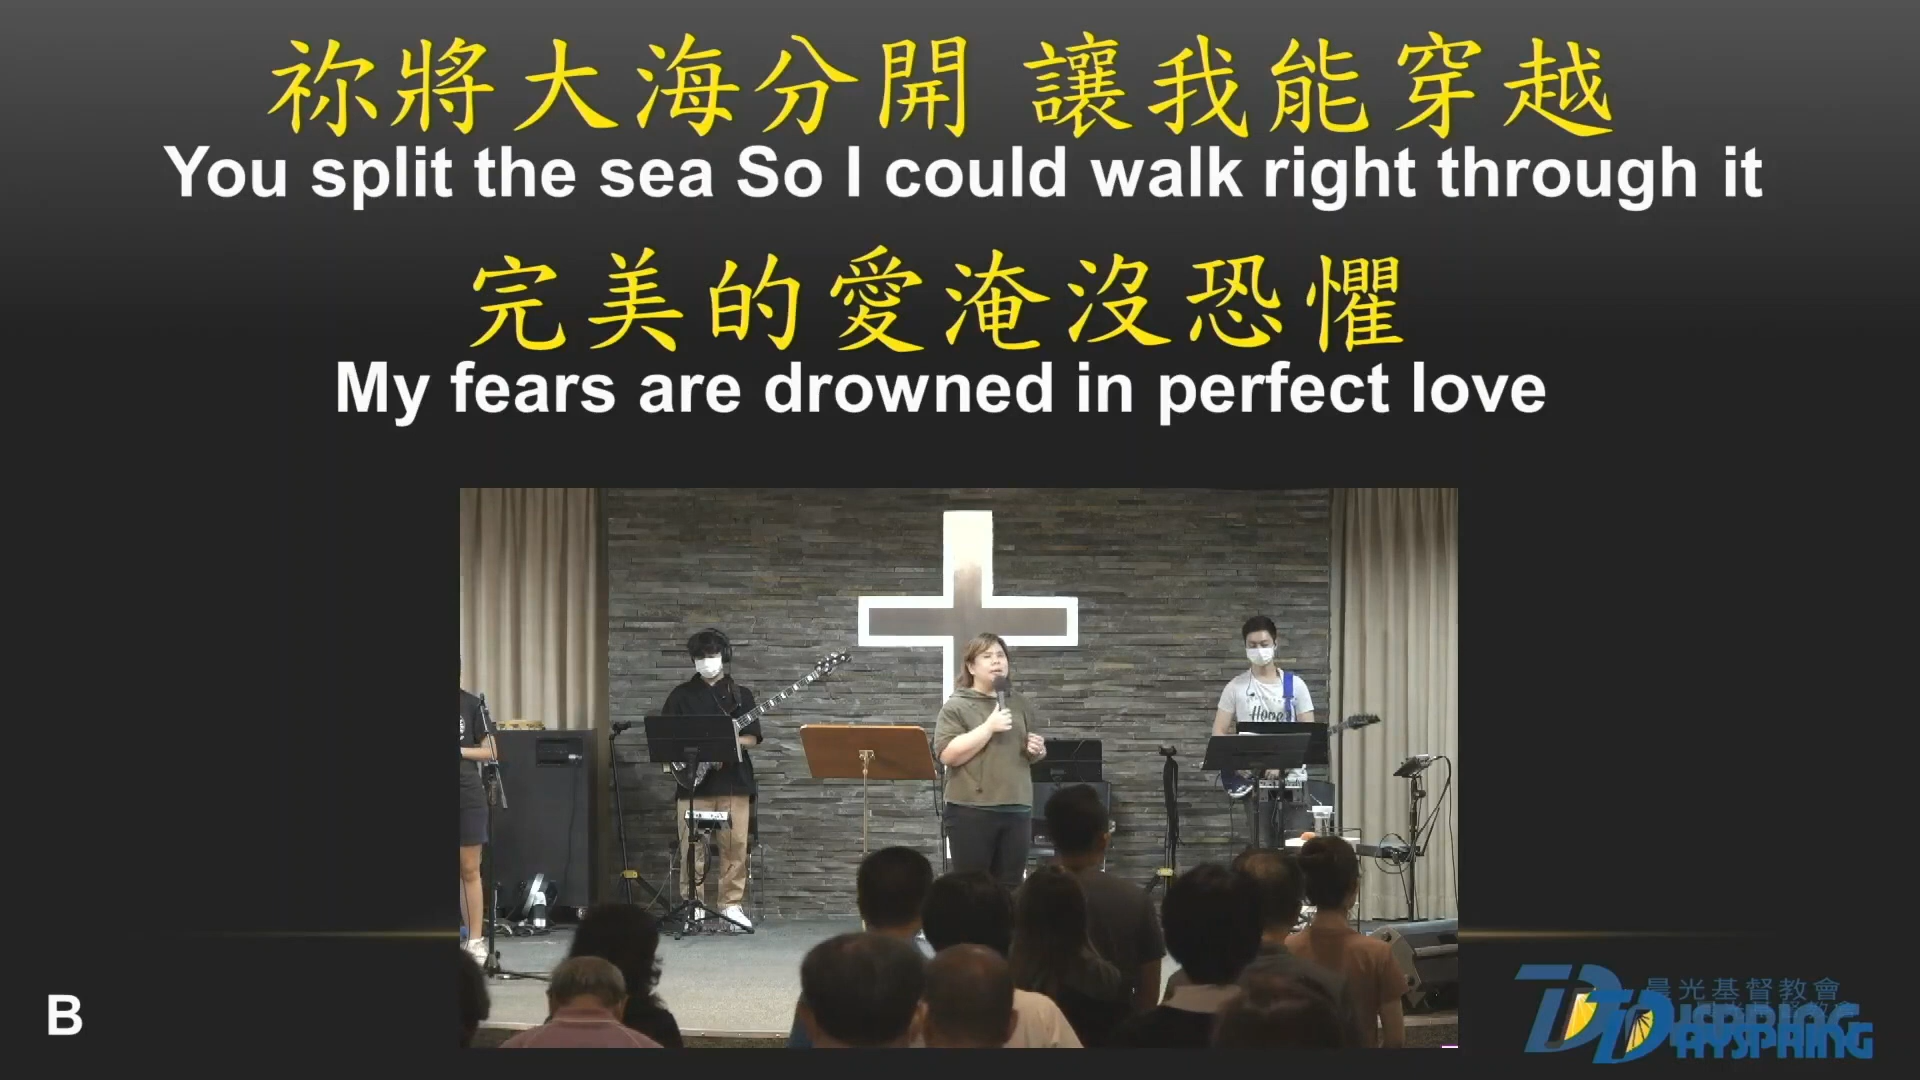 祢將大海分開 讓我能穿越
You split the sea So I could walk right through it
完美的愛淹沒恐懼
My fears are drowned in perfect love
B
晨光基督教會